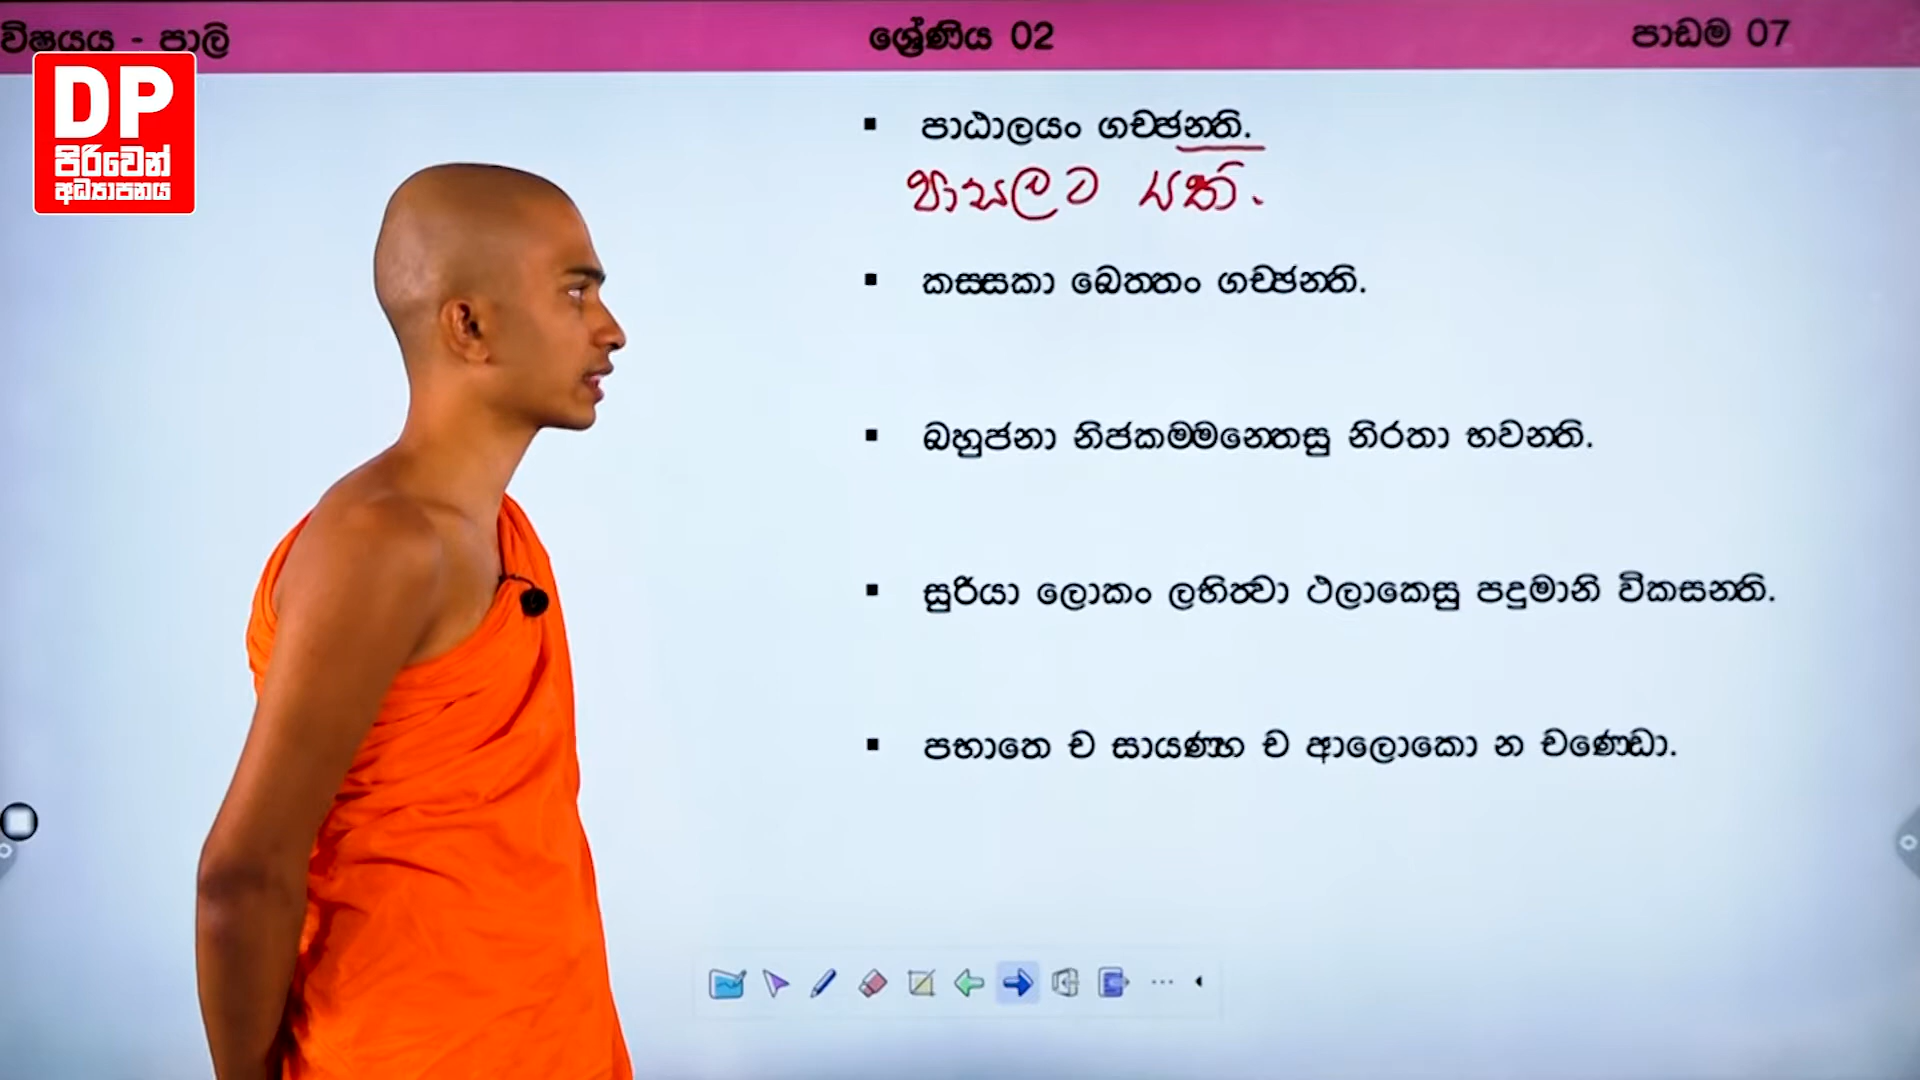 විෂයය - පාලි
ශ්‍රේණිය 02
පාඩම 07
DP
පිරිවෙන්
අධ්‍යාපනය
▪ පාඨාලයං ගච්ඡන්ති.
පාසලට යති.
▪ කස්සකා ඛෙත්තං ගච්ඡන්ති.
▪ බහුජනා නිජකම්මන්තෙසු නිරතා භවන්ති.
▪ සුරියා ලොකං ලභිත්වා ථලාකෙසු පදුමානි විකසන්ති.
▪ පභාතෙ ච සායණ්හ ච ආලොකො න චණ්ඩො.